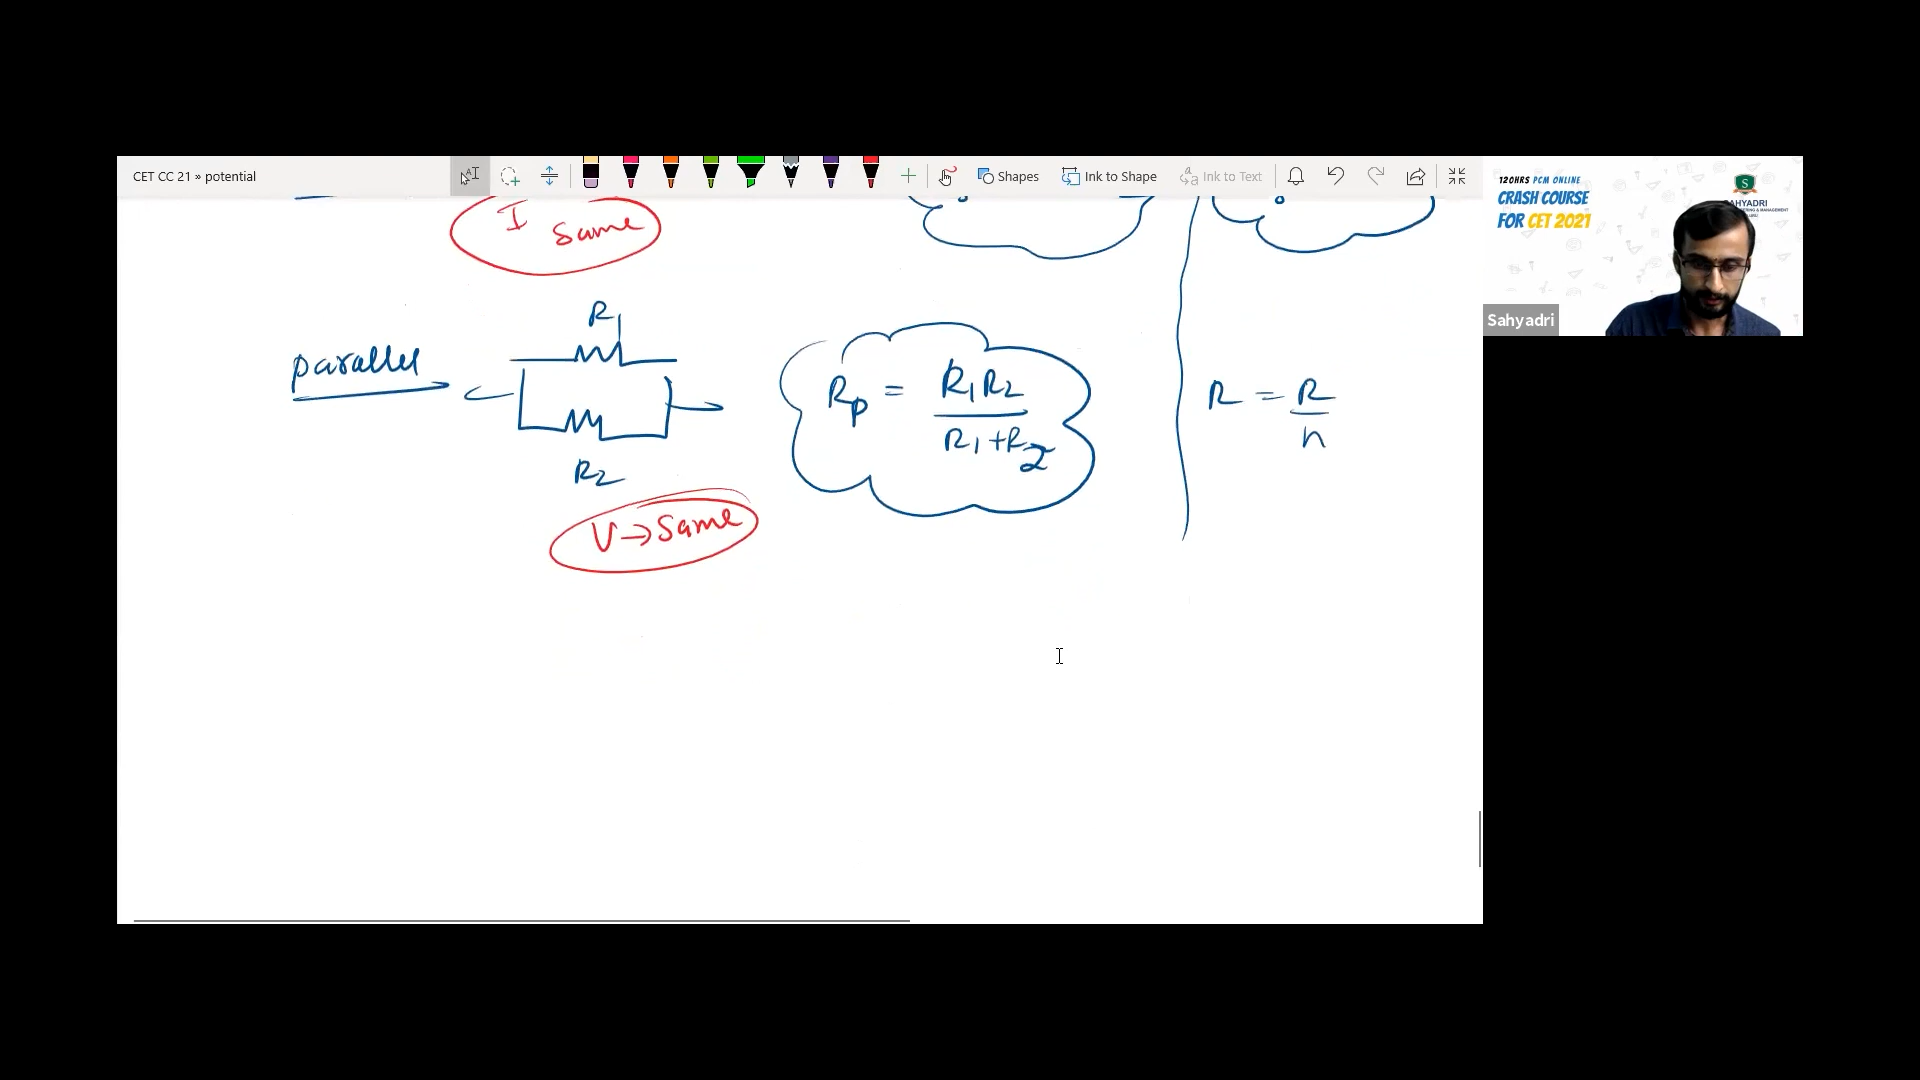 CET CC 21 » potential
Shapes
Ink to Shape
Ink to Text
120HRS PCM ONLINE
CRASH COURSE
FOR CET 2021
S
Sahyadri
I Same
parallel
R1
R2
V→Same
Rp = R1R2
R1+R2
R = R
n